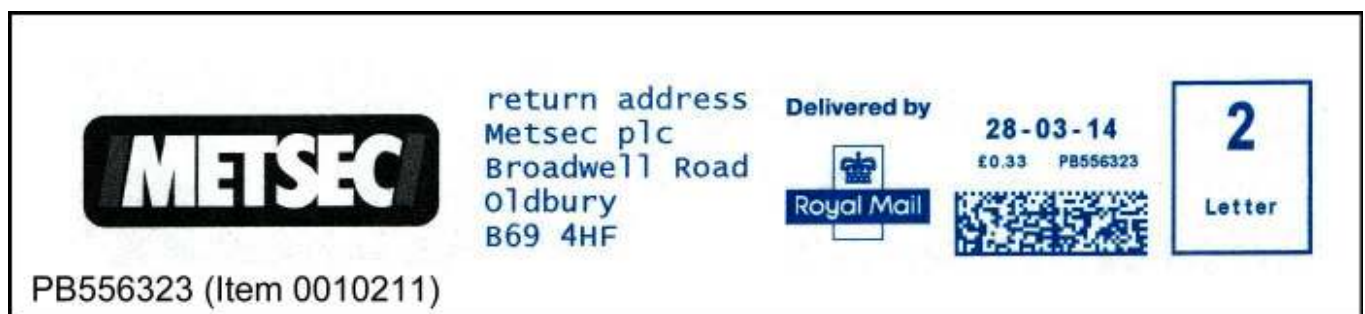 METSEC
return address
Metsec plc
Broadwell Road
Oldbury
B69 4HF
Delivered by
Royal Mail
28-03-14
£0.33 PB556323
2
Letter
PB556323 (Item 0010211)